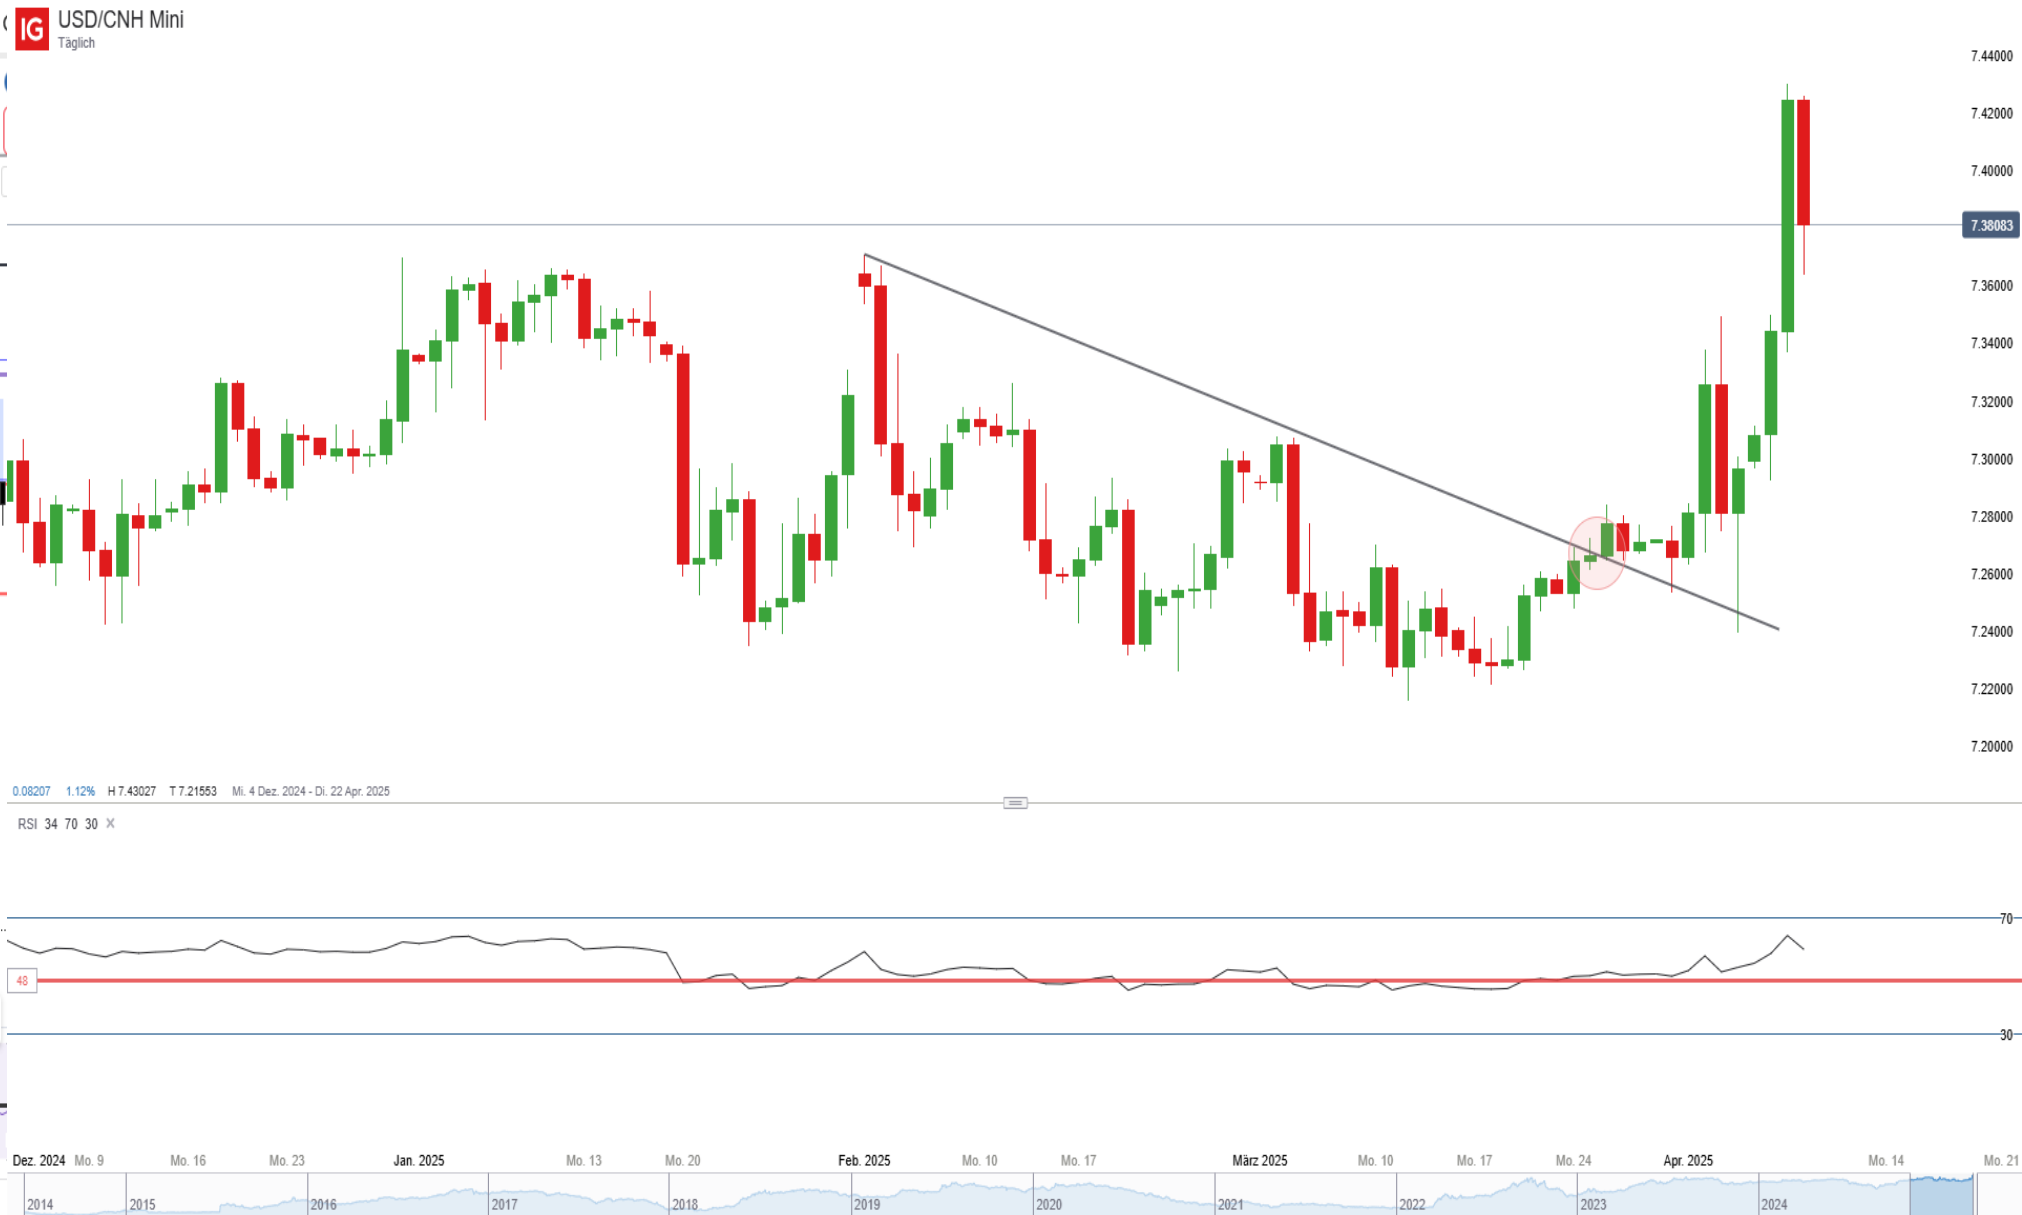 IG USD/CNH Mini
Täglich
7.44000
7.42000
7.40000
7.38083
7.36000
7.34000
7.32000
7.30000
7.28000
7.26000
7.24000
7.22000
7.20000
0.08207 1.12% H 7.43027 T 7.21553 Mi. 4 Dez. 2024 - Di. 22 Apr. 2025
RSI 34 70 30 X
70
48
30
Dez. 2024 Mo. 9 Mo. 16 Mo. 23 Jan. 2025 Mo. 13 Mo. 20 Feb. 2025 Mo. 10 Mo. 17 März 2025 Mo. 10 Mo. 17 Mo. 24 Apr. 2025 Mo. 14 Mo. 21
2014 2015 2016 2017 2018 2019 2020 2021 2022 2023 2024